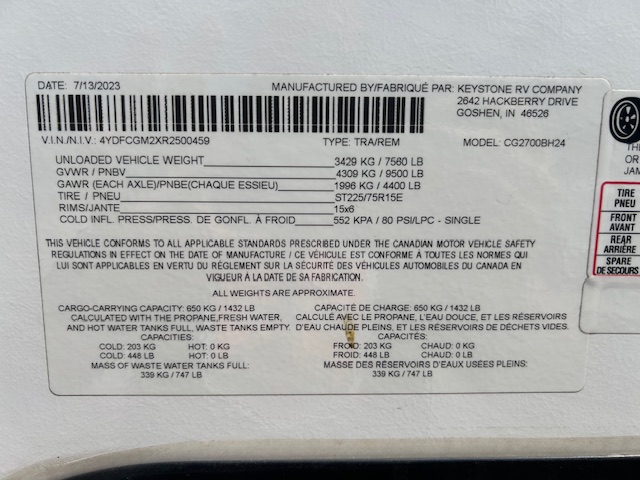 DATE: 7/13/2023 MANUFACTURED BY/FABRIQUÉ PAR: KEYSTONE RV COMPANY
2642 HACKBERRY DRIVE
GOSHEN, IN 46526
V.I.N./N.I.V.: 4YDFCGM2XR2500459 TYPE: TRA/REM MODEL: CG2700BH24
UNLOADED VEHICLE WEIGHT 3429 KG / 7560 LB
GVWR / PNBV 4309 KG / 9500 LB
GAWR (EACH AXLE)/PNBE(CHAQUE ESSIEU) 1996 KG / 4400 LB
TIRE / PNEU ST225/75R15E
RIMS/JANTE 15x6
COLD INFL. PRESS/PRESS. DE GONFL. À FROID 552 KPA / 80 PSI/LPC - SINGLE
THIS VEHICLE CONFORMS TO ALL APPLICABLE STANDARDS PRESCRIBED UNDER THE CANADIAN MOTOR VEHICLE SAFETY
REGULATIONS IN EFFECT ON THE DATE OF MANUFACTURE / CE VÉHICULE EST CONFORME À TOUTES LES NORMES QUI
LUI SONT APPLICABLES EN VERTU DU RÉGLEMENT SUR LA SÉCURITÉ DES VÉHICULES AUTOMOBILES DU CANADA EN
VIGUEUR À LA DATE DE SA FABRICATION.
ALL WEIGHTS ARE APPROXIMATE.
CARGO-CARRYING CAPACITY: 650 KG / 1432 LB
CALCULATED WITH THE PROPANE, FRESH WATER,
AND HOT WATER TANKS FULL, WASTE TANKS EMPTY.
CAPACITIES:
COLD: 203 KG HOT: 0 KG
COLD: 448 LB HOT: 0 LB
MASS OF WASTE WATER TANKS FULL:
339 KG / 747 LB
CAPACITÉ DE CHARGE: 650 KG / 1432 LB
CALCULÉ AVEC LE PROPANE, L'EAU DOUCE, ET LES RÉSERVOIRS
D'EAU CHAUDE PLEINS, ET LES RÉSERVOIRS DE DÉCHETS VIDES.
CAPACITÉS:
FROID: 203 KG CHAUD: 0 KG
FROID: 448 LB CHAUD: 0 LB
MASSE DES RÉSERVOIRS D'EAUX USÉES PLEINS:
339 KG / 747 LB
THE
OR
JAM
TIRE
PNEU
FRONT
AVANT
REAR
ARRIÈRE
SPARE
DE SECOURS